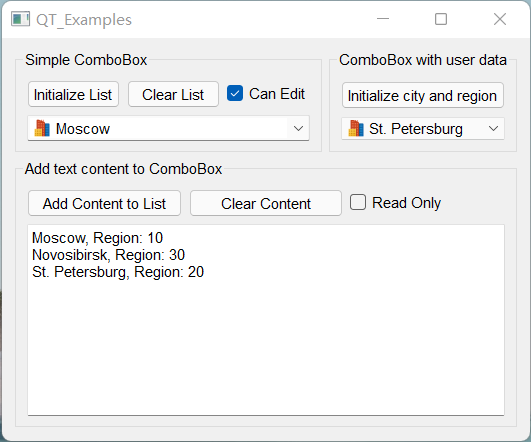 QT_Examples
Simple ComboBox
Initialize List
Clear List
Can Edit
Moscow
ComboBox with user data
Initialize city and region
St. Petersburg
Add text content to ComboBox
Add Content to List
Clear Content
Read Only
Moscow, Region: 10
Novosibirsk, Region: 30
St. Petersburg, Region: 20